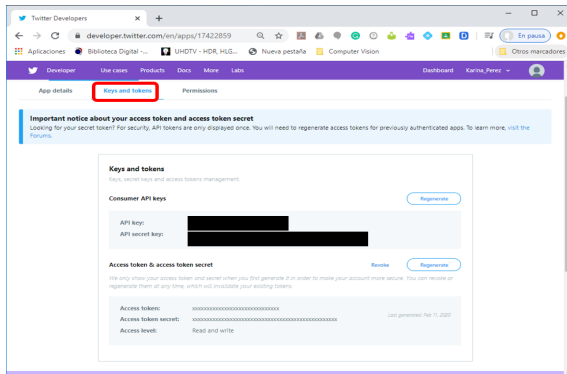 Twitter Developers
developer.twitter.com/en/apps/17422859
En pausa
Aplicaciones
Biblioteca Digital -...
UHDTV - HDR, HLG...
Nueva pestaña
Computer Vision
Otros marcadores
Developer Use cases Products Docs More Labs Dashboard Karina_Perez
App details Keys and tokens Permissions
Important notice about your access token and access token secret
Looking for your secret token? For security, API tokens are only displayed once. You will need to regenerate access tokens for previously authenticated apps. To learn more, visit the
Forums.
Keys and tokens
Keys, secret keys and access tokens management.
Consumer API keys Regenerate
API key:
API secret key:
Access token & access token secret Revoke Regenerate
We only show your access token and secret when you first generate it in order to make your account more secure. You can revoke or
regenerate them at any time, which will invalidate your existing tokens.
Access token:
Last generated: Feb 11, 2020
Access token secret:
Access level: Read and write